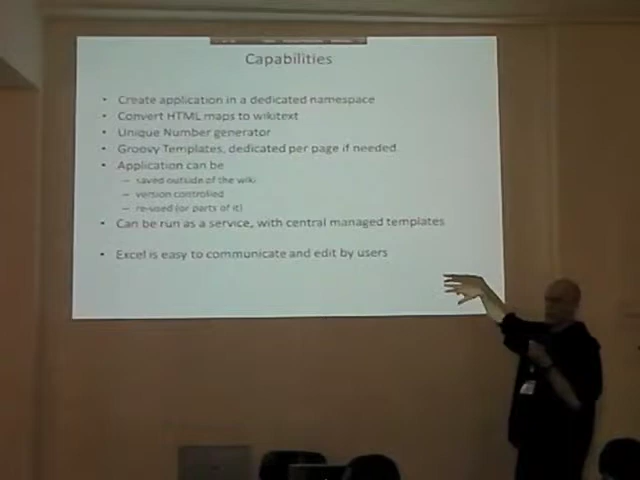 Capabilities
• Create application in a dedicated namespace
• Convert HTML maps to wikitext
• Unique Number generator
• Groovy Templates, dedicated per page if needed
• Application can be
– saved outside of the wiki
– version controlled
– re-used (or parts of it)
• Can be run as a service, with central managed templates
• Excel is easy to communicate and edit by users